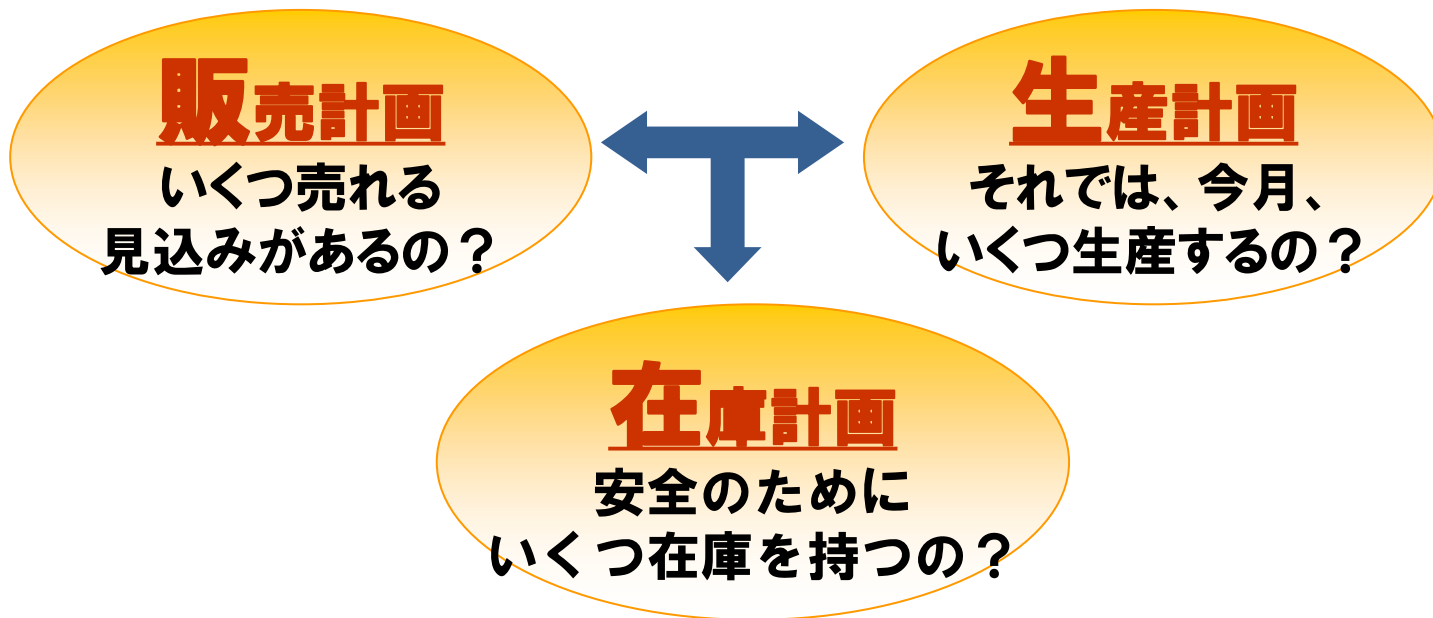 販売計画
いくつ売れる
見込みがあるの？
生産計画
それでは、今月、
いくつ生産するの？
在庫計画
安全のために
いくつ在庫を持つの？